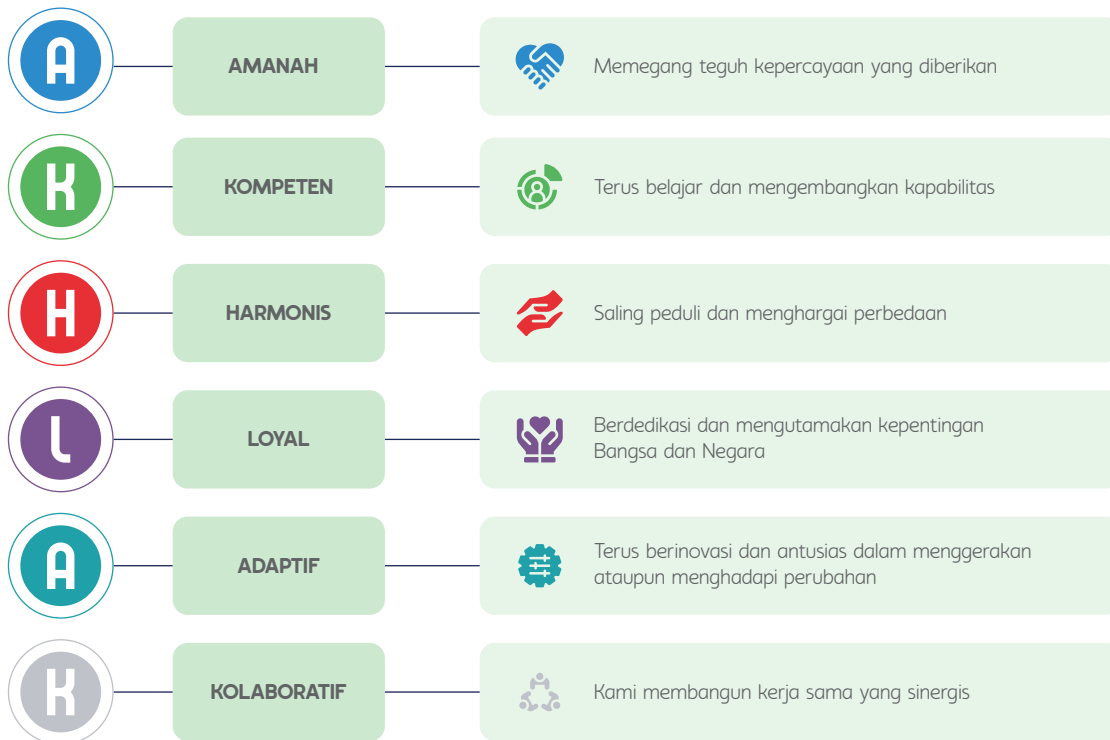 A
AMANAH
Memegang teguh kepercayaan yang diberikan
K
KOMPETEN
Terus belajar dan mengembangkan kapabilitas
H
HARMONIS
Saling peduli dan menghargai perbedaan
L
LOYAL
Berdedikasi dan mengutamakan kepentingan
Bangsa dan Negara
A
ADAPTIF
Terus berinovasi dan antusias dalam menggerakan
ataupun menghadapi perubahan
K
KOLABORATIF
Kami membangun kerja sama yang sinergis